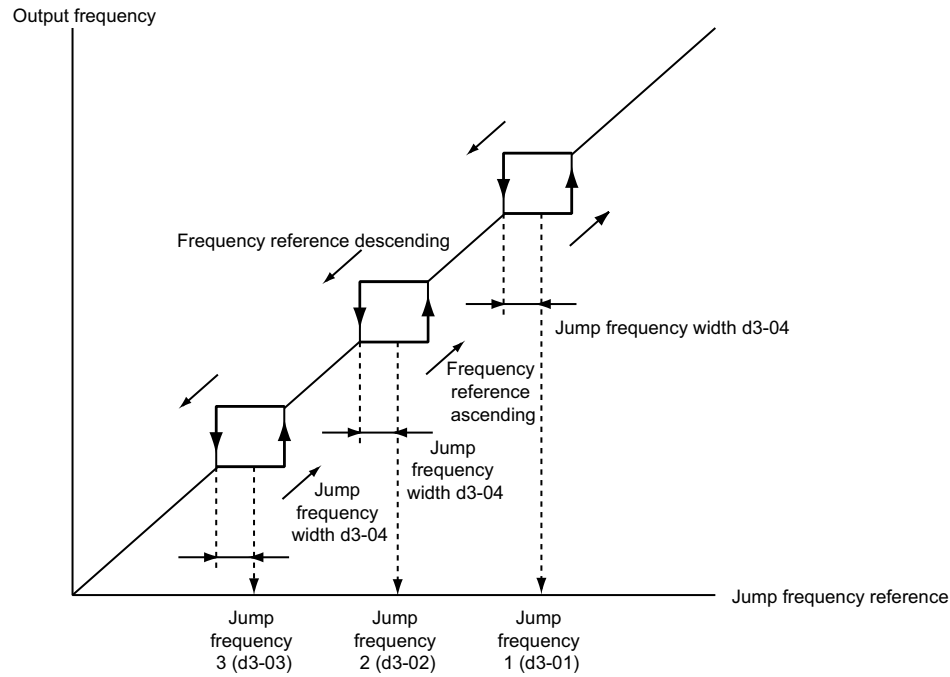 Output frequency
Frequency reference descending
Jump frequency width d3-04
Frequency
reference
ascending
Jump
frequency
width d3-04
Jump
frequency
width d3-04
Jump frequency reference
Jump
frequency
3 (d3-03)
Jump
frequency
2 (d3-02)
Jump
frequency
1 (d3-01)